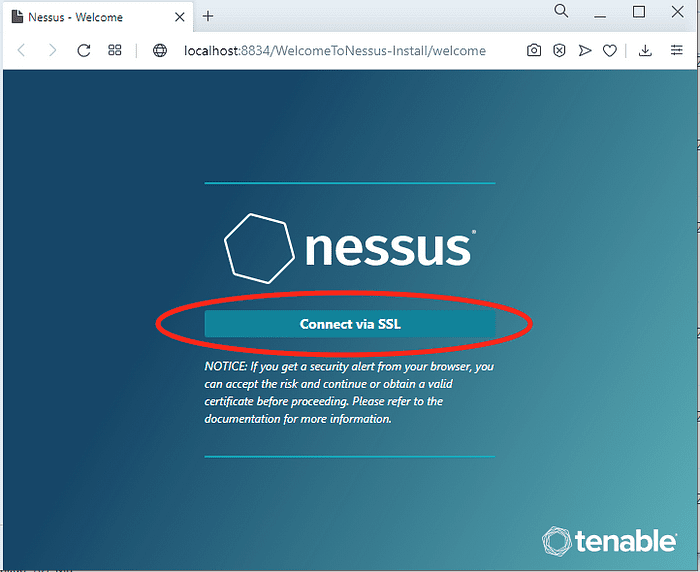 Nessus - Welcome
localhost:8834/WelcomeToNessus-Install/welcome
nessus®
Connect via SSL
NOTICE: If you get a security alert from your browser, you
can accept the risk and continue or obtain a valid
certificate before proceeding. Please refer to the
documentation for more information.
tenable®